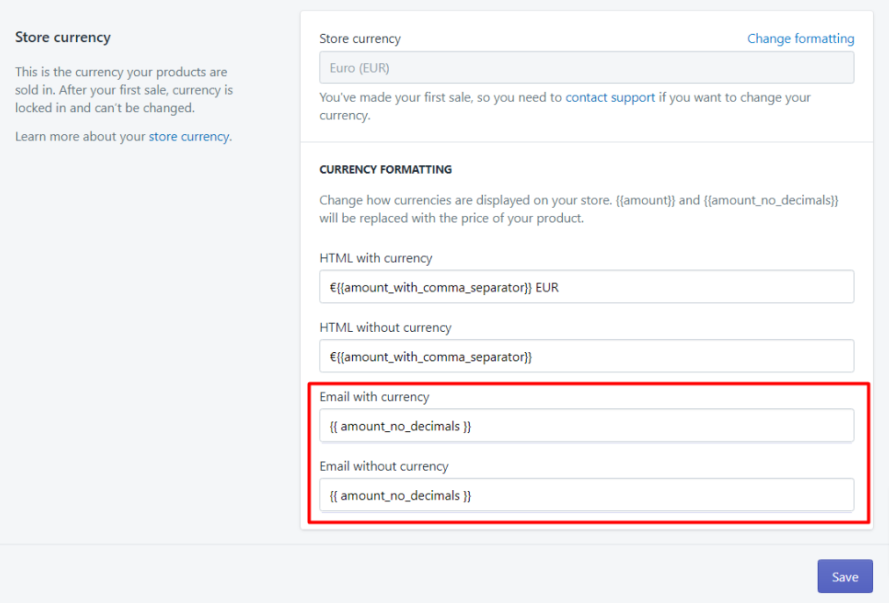 Store currency
This is the currency your products are
sold in. After your first sale, currency is
locked in and can't be changed.
Learn more about your store currency.
Store currency
Change formatting
Euro (EUR)
You've made your first sale, so you need to contact support if you want to change your
currency.
CURRENCY FORMATTING
Change how currencies are displayed on your store. {{amount}} and {{amount_no_decimals}}
will be replaced with the price of your product.
HTML with currency
€{{amount_with_comma_separator}} EUR
HTML without currency
€{{amount_with_comma_separator}}
Email with currency
{{ amount_no_decimals }}
Email without currency
{{ amount_no_decimals }}
Save